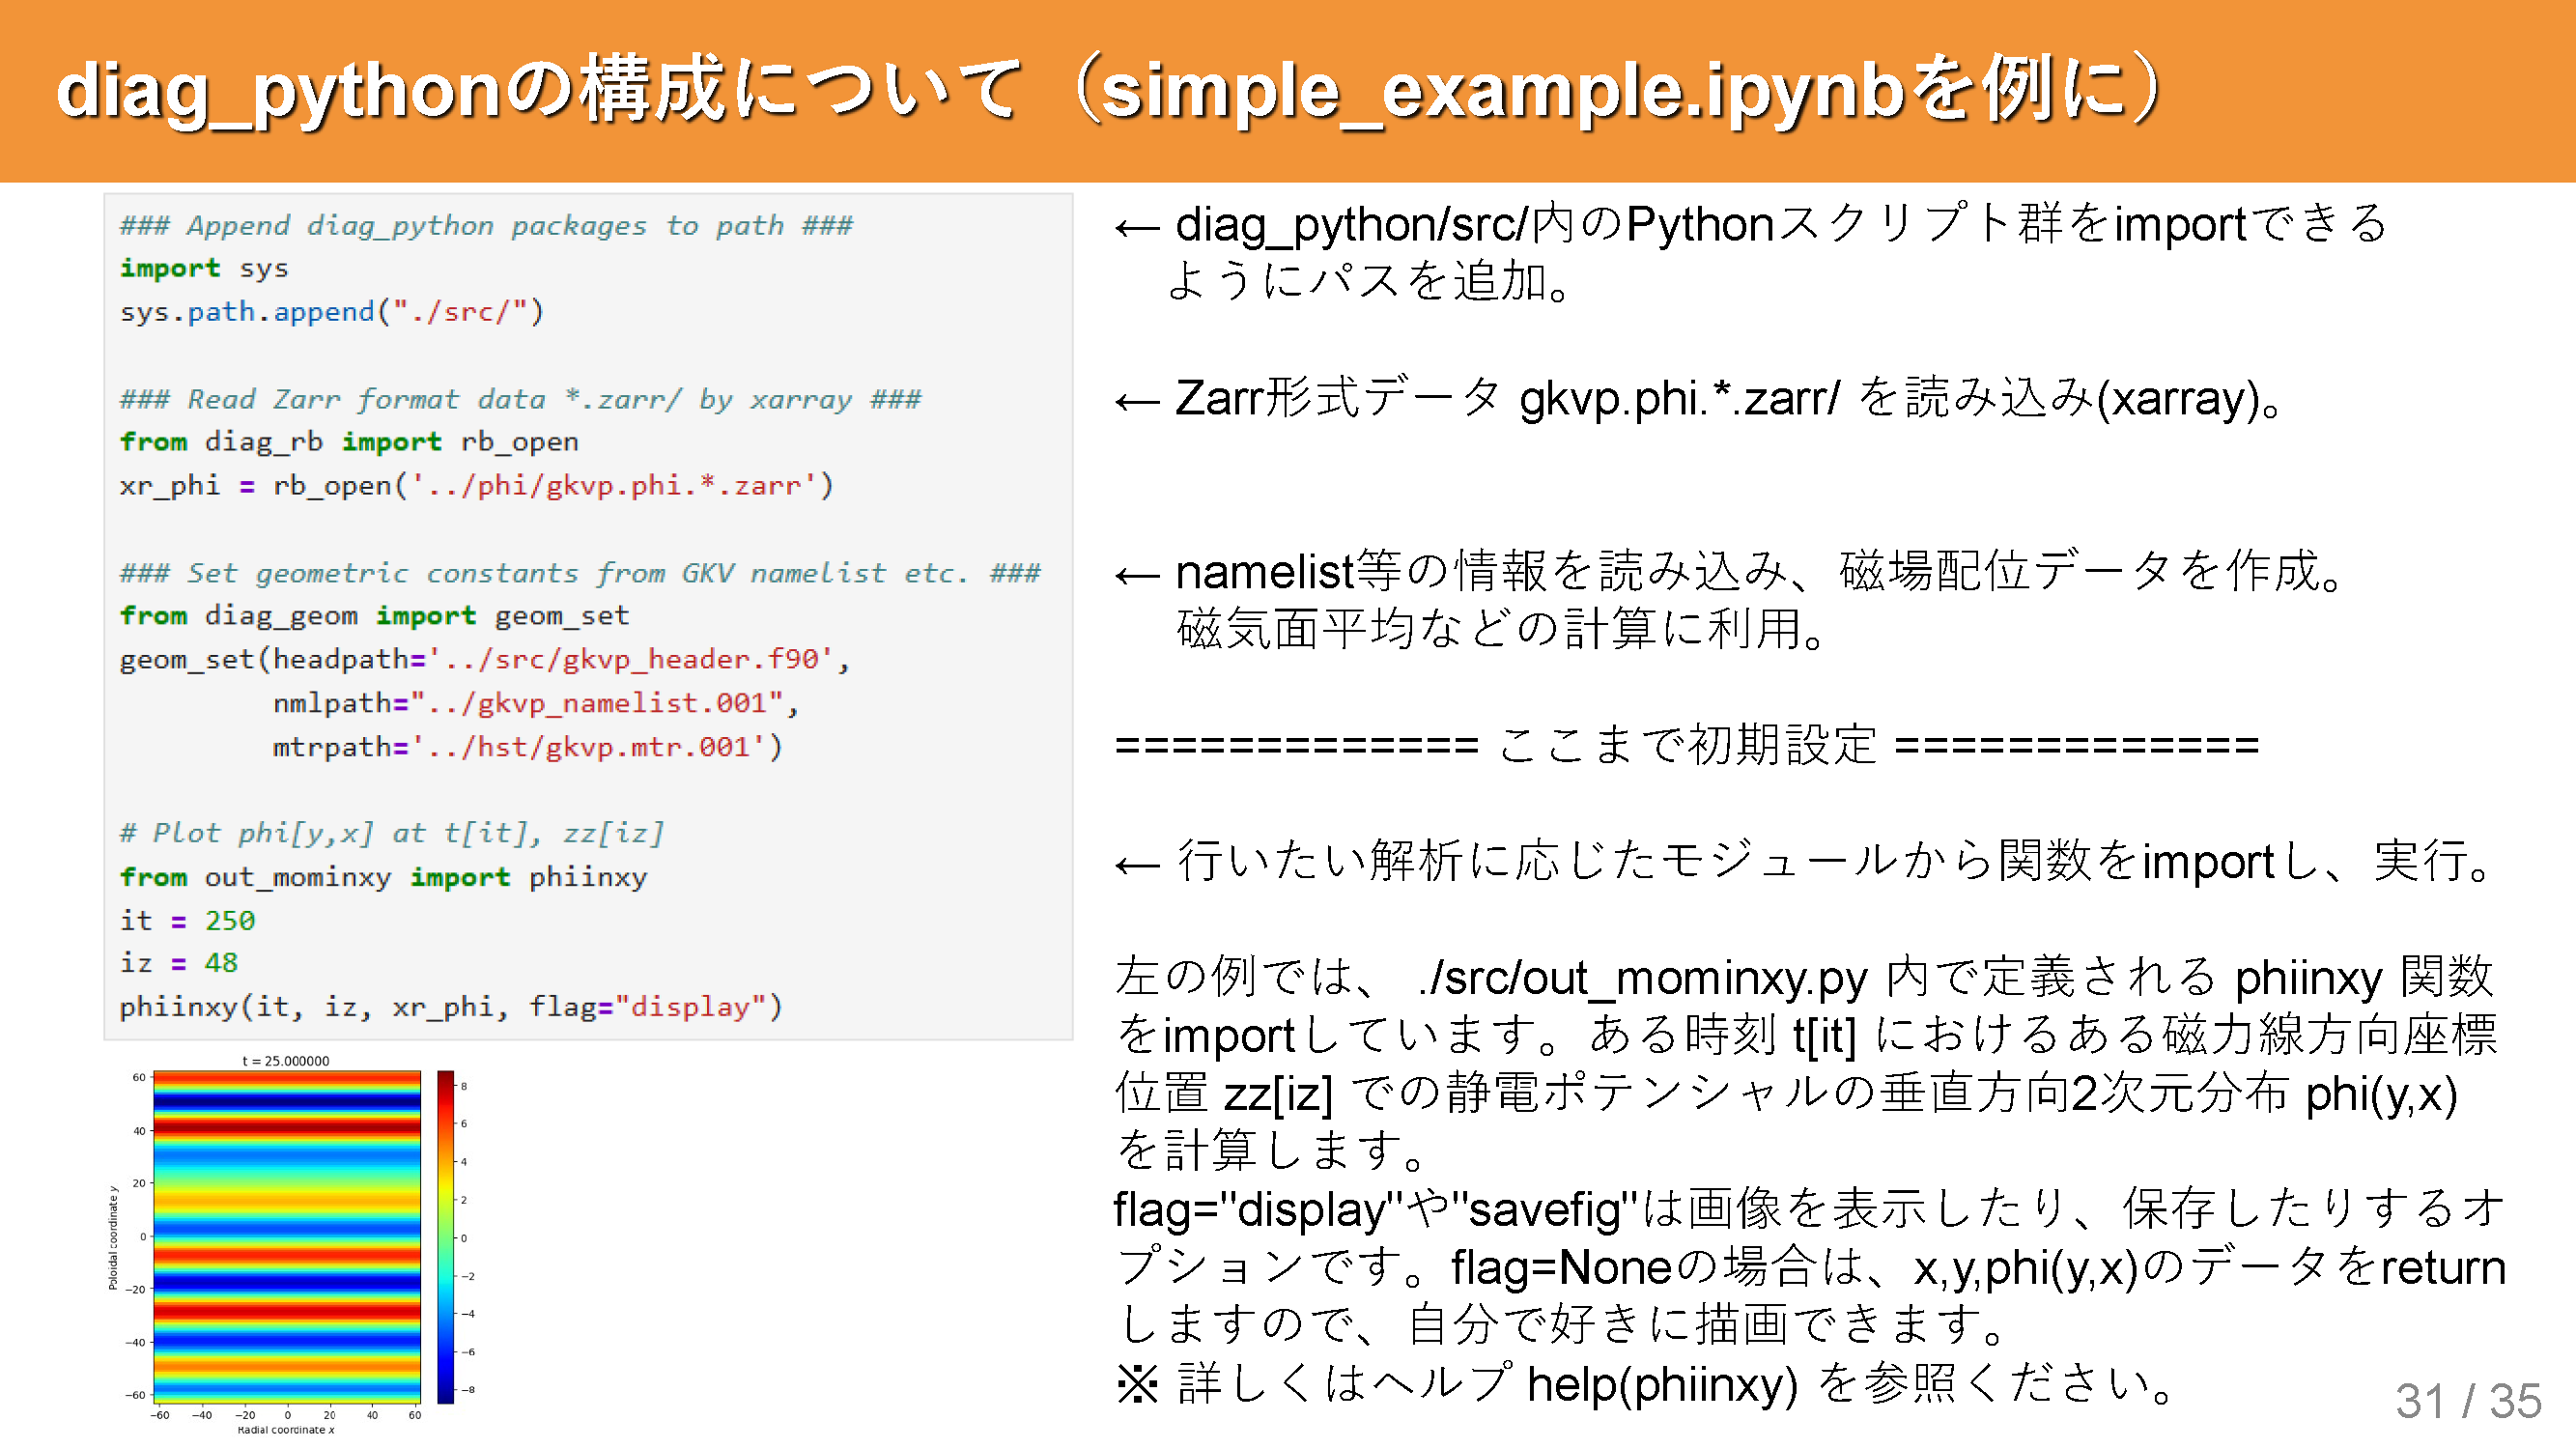 diag_pythonの構成について（simple_example.ipynbを例に）
### Append diag_python packages to path ###
import sys
sys.path.append("./src/")
### Read Zarr format data *.zarr/ by xarray ###
from diag_rb import rb_open
xr_phi = rb_open('../phi/gkvp.phi.*.zarr')
### Set geometric constants from GKV namelist etc. ###
from diag_geom import geom_set
geom_set(headpath='../src/gkvp_header.f90',
nmlpath="../gkvp_namelist.001",
mtrpath='../hst/gkvp.mtr.001')
# Plot phi[y,x] at t[it], zz[iz]
from out_mominxy import phiinxy
it = 250
iz = 48
phiinxy(it, iz, xr_phi, flag="display")
t = 25.000000
60
40
20
0
−20
−40
−60
Poloidal coordinate y
−60 −40 −20 0 20 40 60
Radial coordinate x
8
6
4
2
0
−2
−4
−6
−8
← diag_python/src/内のPythonスクリプト群をimportできる
ようにパスを追加。
← Zarr形式データ gkvp.phi.*.zarr/ を読み込み(xarray)。
← namelist等の情報を読み込み、磁場配位データを作成。
磁気面平均などの計算に利用。
============= ここまで初期設定 =============
← 行いたい解析に応じたモジュールから関数をimportし、実行。
左の例では、 ./src/out_mominxy.py 内で定義される phiinxy 関数
をimportしています。ある時刻 t[it] におけるある磁力線方向座標
位置 zz[iz] での静電ポテンシャルの垂直方向2次元分布 phi(y,x)
を計算します。
flag="display"や"savefig"は画像を表示したり、保存したりするオ
プションです。flag=Noneの場合は、x,y,phi(y,x)のデータをreturn
しますので、自分で好きに描画できます。
※ 詳しくはヘルプ help(phiinxy) を参照ください。
31 / 35